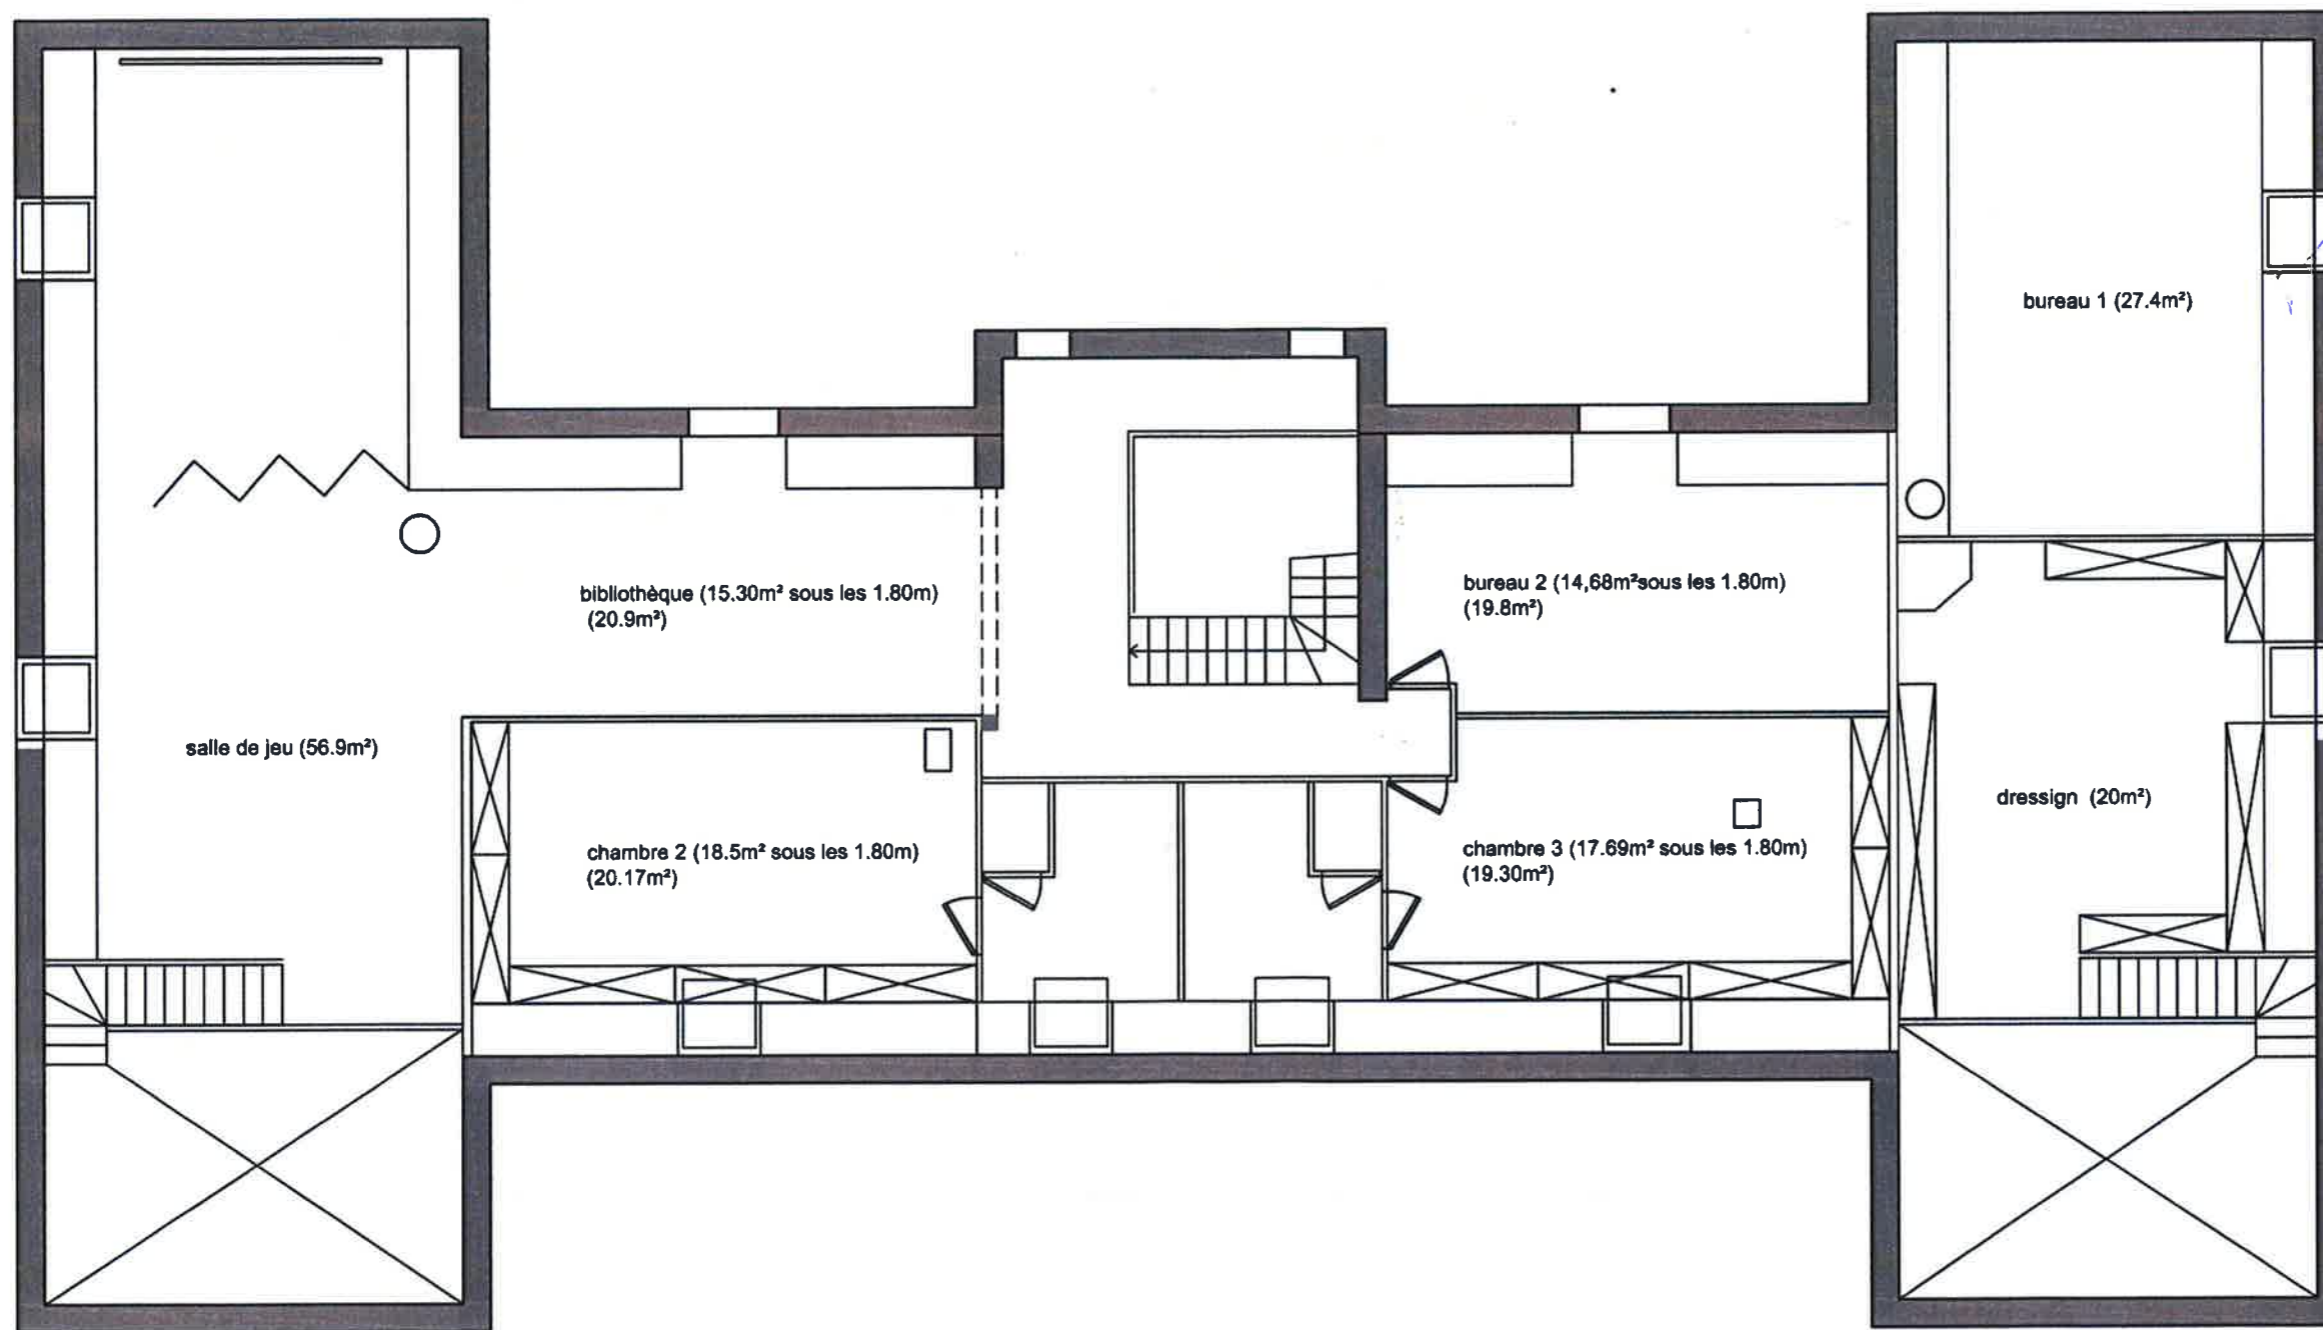 bureau 1 (27.4m²)
bibliothèque (15.30m² sous les 1.80m)
(20.9m²)
bureau 2 (14,68m²sous les 1.80m)
(19.8m²)
salle de jeu (56.9m²)
dressign (20m²)
chambre 2 (18.5m² sous les 1.80m)
(20.17m²)
chambre 3 (17.69m² sous les 1.80m)
(19.30m²)